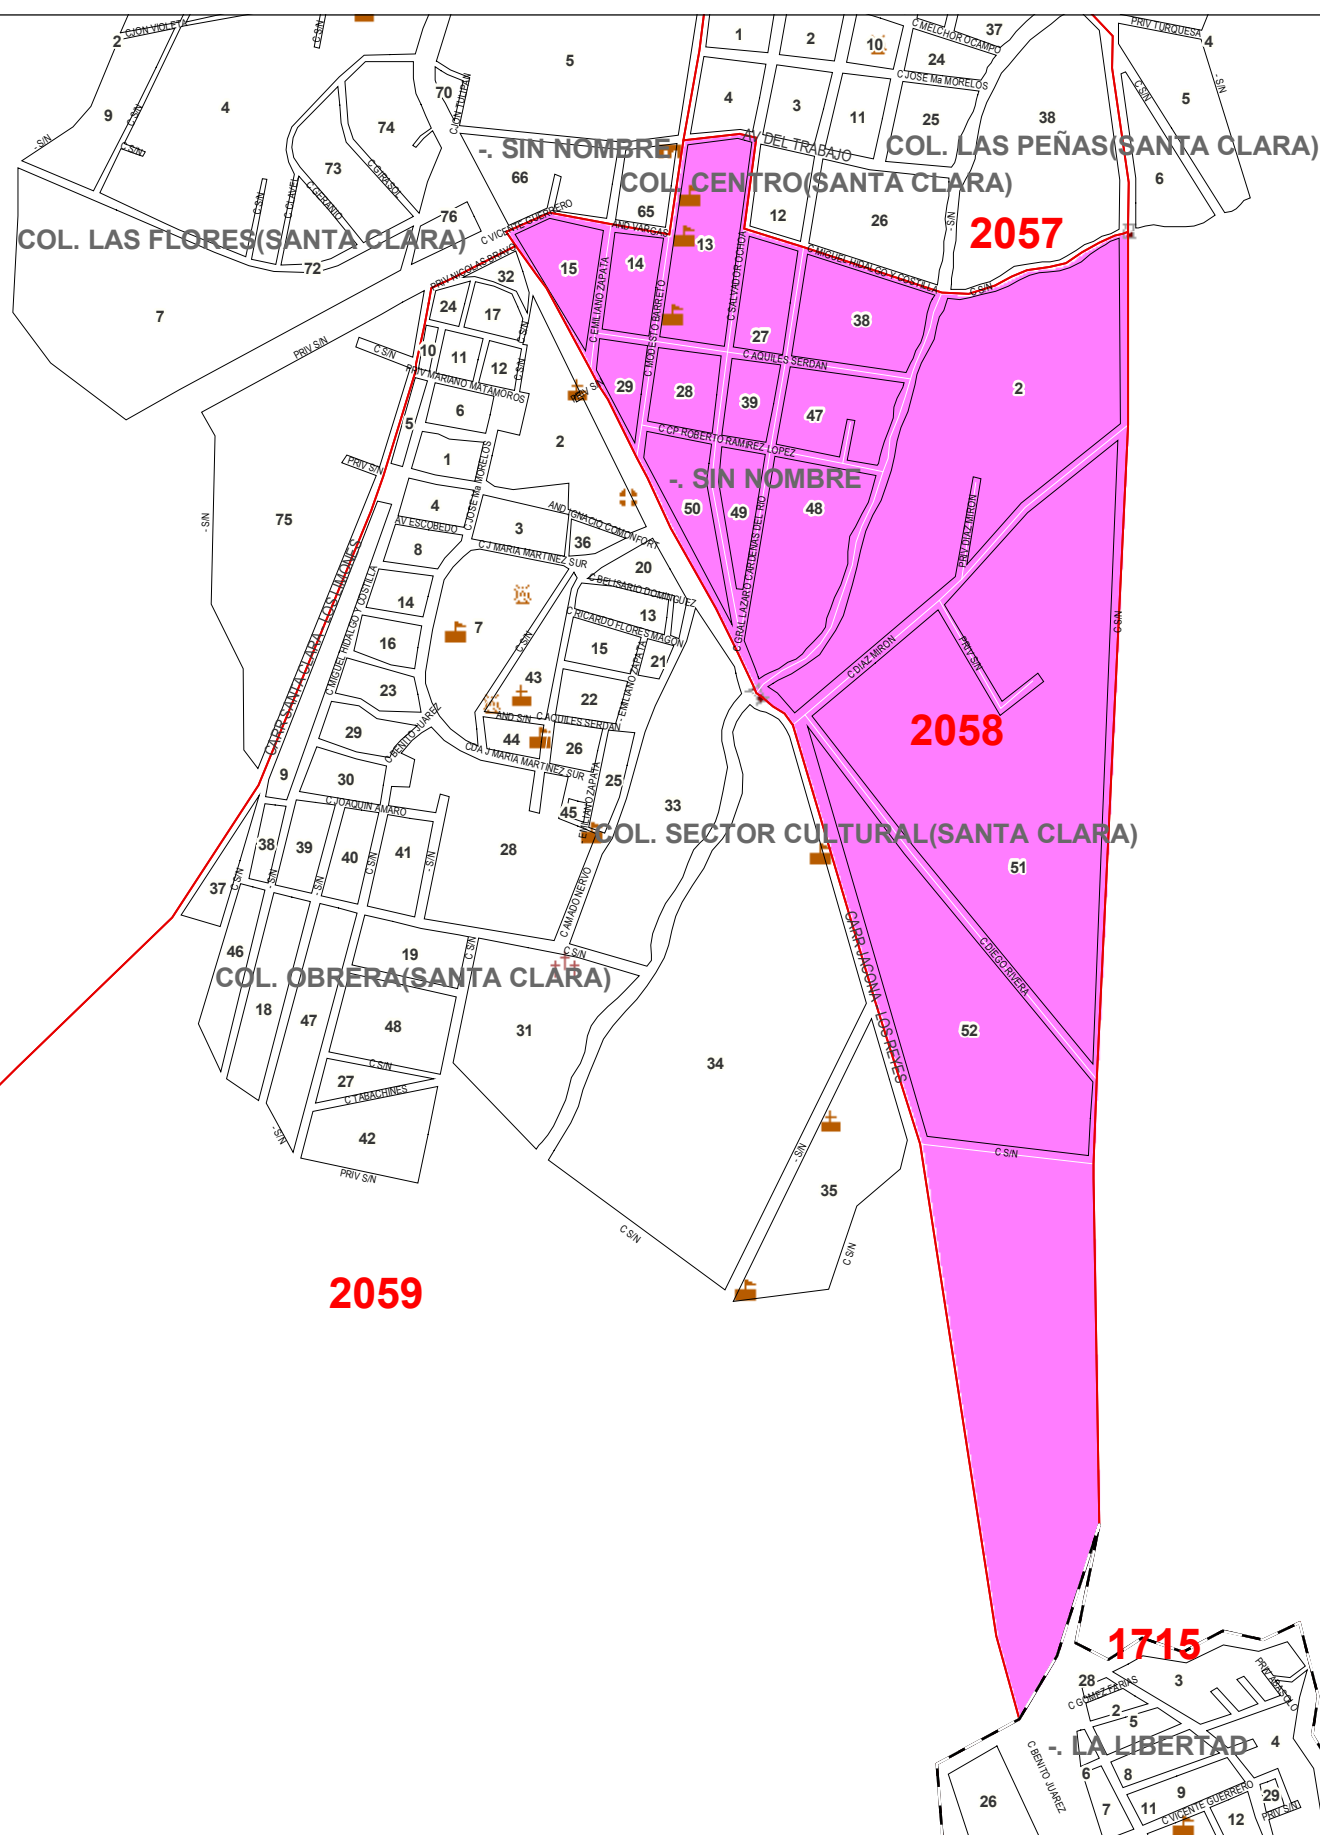 C JON VIOLETA
C S/N
2
5
1
2
10
C MELCHOR OCAMPO
37
PRIV TURQUESA
4
24
C JOSE Ma MORELOS
- S/N
C S/N
5
70
C JON TULIPAN
4
3
11
25
38
9
4
C S/N
C S/N
- S/N
74
AV DEL TRABAJO
COL. LAS PEÑAS(SANTA CLARA)
-. SIN NOMBRE
73
C GIRASOL
C GERANIO
C CLAVEL
C S/N
66
COL. CENTRO(SANTA CLARA)
6
65
AND VARGAS
12
26
- S/N
2057
76
C VICENTE GUERRERO
COL. LAS FLORES(SANTA CLARA)
72
PRIV NICOLAS BRAVO
32
15
14
13
C EMILIANO ZAPATA
C MODESTO BARRETO
C SALVADOR OCHOA
C MIGUEL HIDALGO Y COSTILLA
C S/N
7
24
17
C S/N
27
38
PRIV S/N
C S/N
10
11
12
C S/N
C AQUILES SERDAN
PRIV MARIANO MATAMOROS
PRIV S/N
29
28
39
47
2
6
5
2
1
C JOSE Ma MORELOS
C CP ROBERTO RAMIREZ LOPEZ
PRIV S/N
-. SIN NOMBRE
75
- S/N
4
AV ESCOBEDO
3
AND IGNACIO COMONFORT
50
49
48
8
C J MARIA MARTINEZ SUR
36
PRIV DIAZ MIRON
20
C BELISARIO DOMINGUEZ
CARR SANTA CLARA - LOS LIMONES
C MIGUEL HIDALGO Y COSTILLA
14
7
13
C RICARDO FLORES MAGON
C GRAL LAZARO CARDENAS DEL RIO
C S/N
16
C S/N
15
21
C DIAZ MIRON
PRIV S/N
23
43
22
C - EMILIANO ZAPATA
29
C BENITO JUAREZ
AND S/N
C AQUILES SERDAN
2058
44
26
CDA J MARIA MARTINEZ SUR
9
30
EMILIANO ZAPATA
25
C JOAQUIN AMARO
45
33
38
39
40
41
28
COL. SECTOR CULTURAL(SANTA CLARA)
C S/N
- S/N
C S/N
- S/N
51
37
C AMADO NERVO
CARR JACONA - LOS REYES
C DIEGO RIVERA
46
19
C S/N
C S/N
COL. OBRERA(SANTA CLARA)
18
47
48
31
52
C S/N
34
27
C TABACHINES
42
- S/N
PRIV S/N
- S/N
C S/N
35
C S/N
C S/N
2059
1715
28
C GOMEZ FARIAS
3
PRIV ABASOLO
2
5
-. LA LIBERTAD
4
C BENITO JUAREZ
6
8
26
9
7
11
C VICENTE GUERRERO
12
29
PRIV S/N